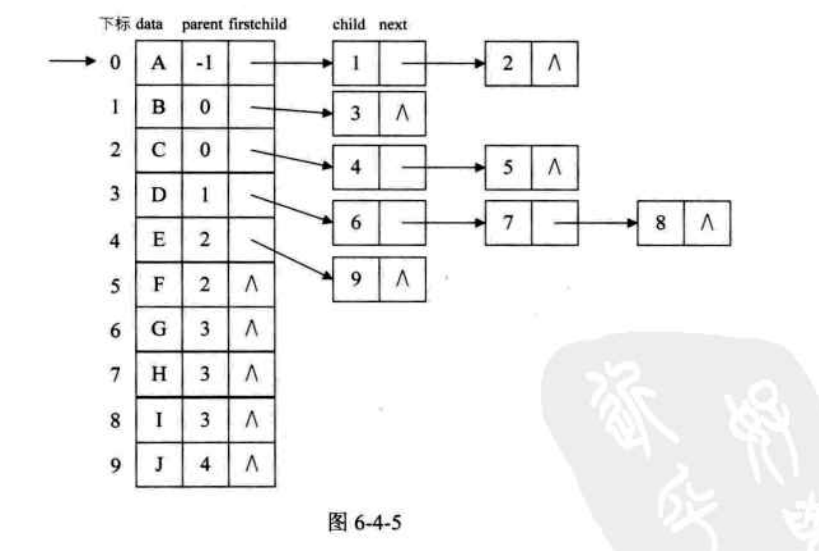 下标 data parent firstchild child next
0 A -1 1 2 Λ
1 B 0 3 Λ
2 C 0 4 5 Λ
3 D 1 6 7 8 Λ
4 E 2 9 Λ
5 F 2 Λ
6 G 3 Λ
7 H 3 Λ
8 I 3 Λ
9 J 4 Λ
图 6-4-5